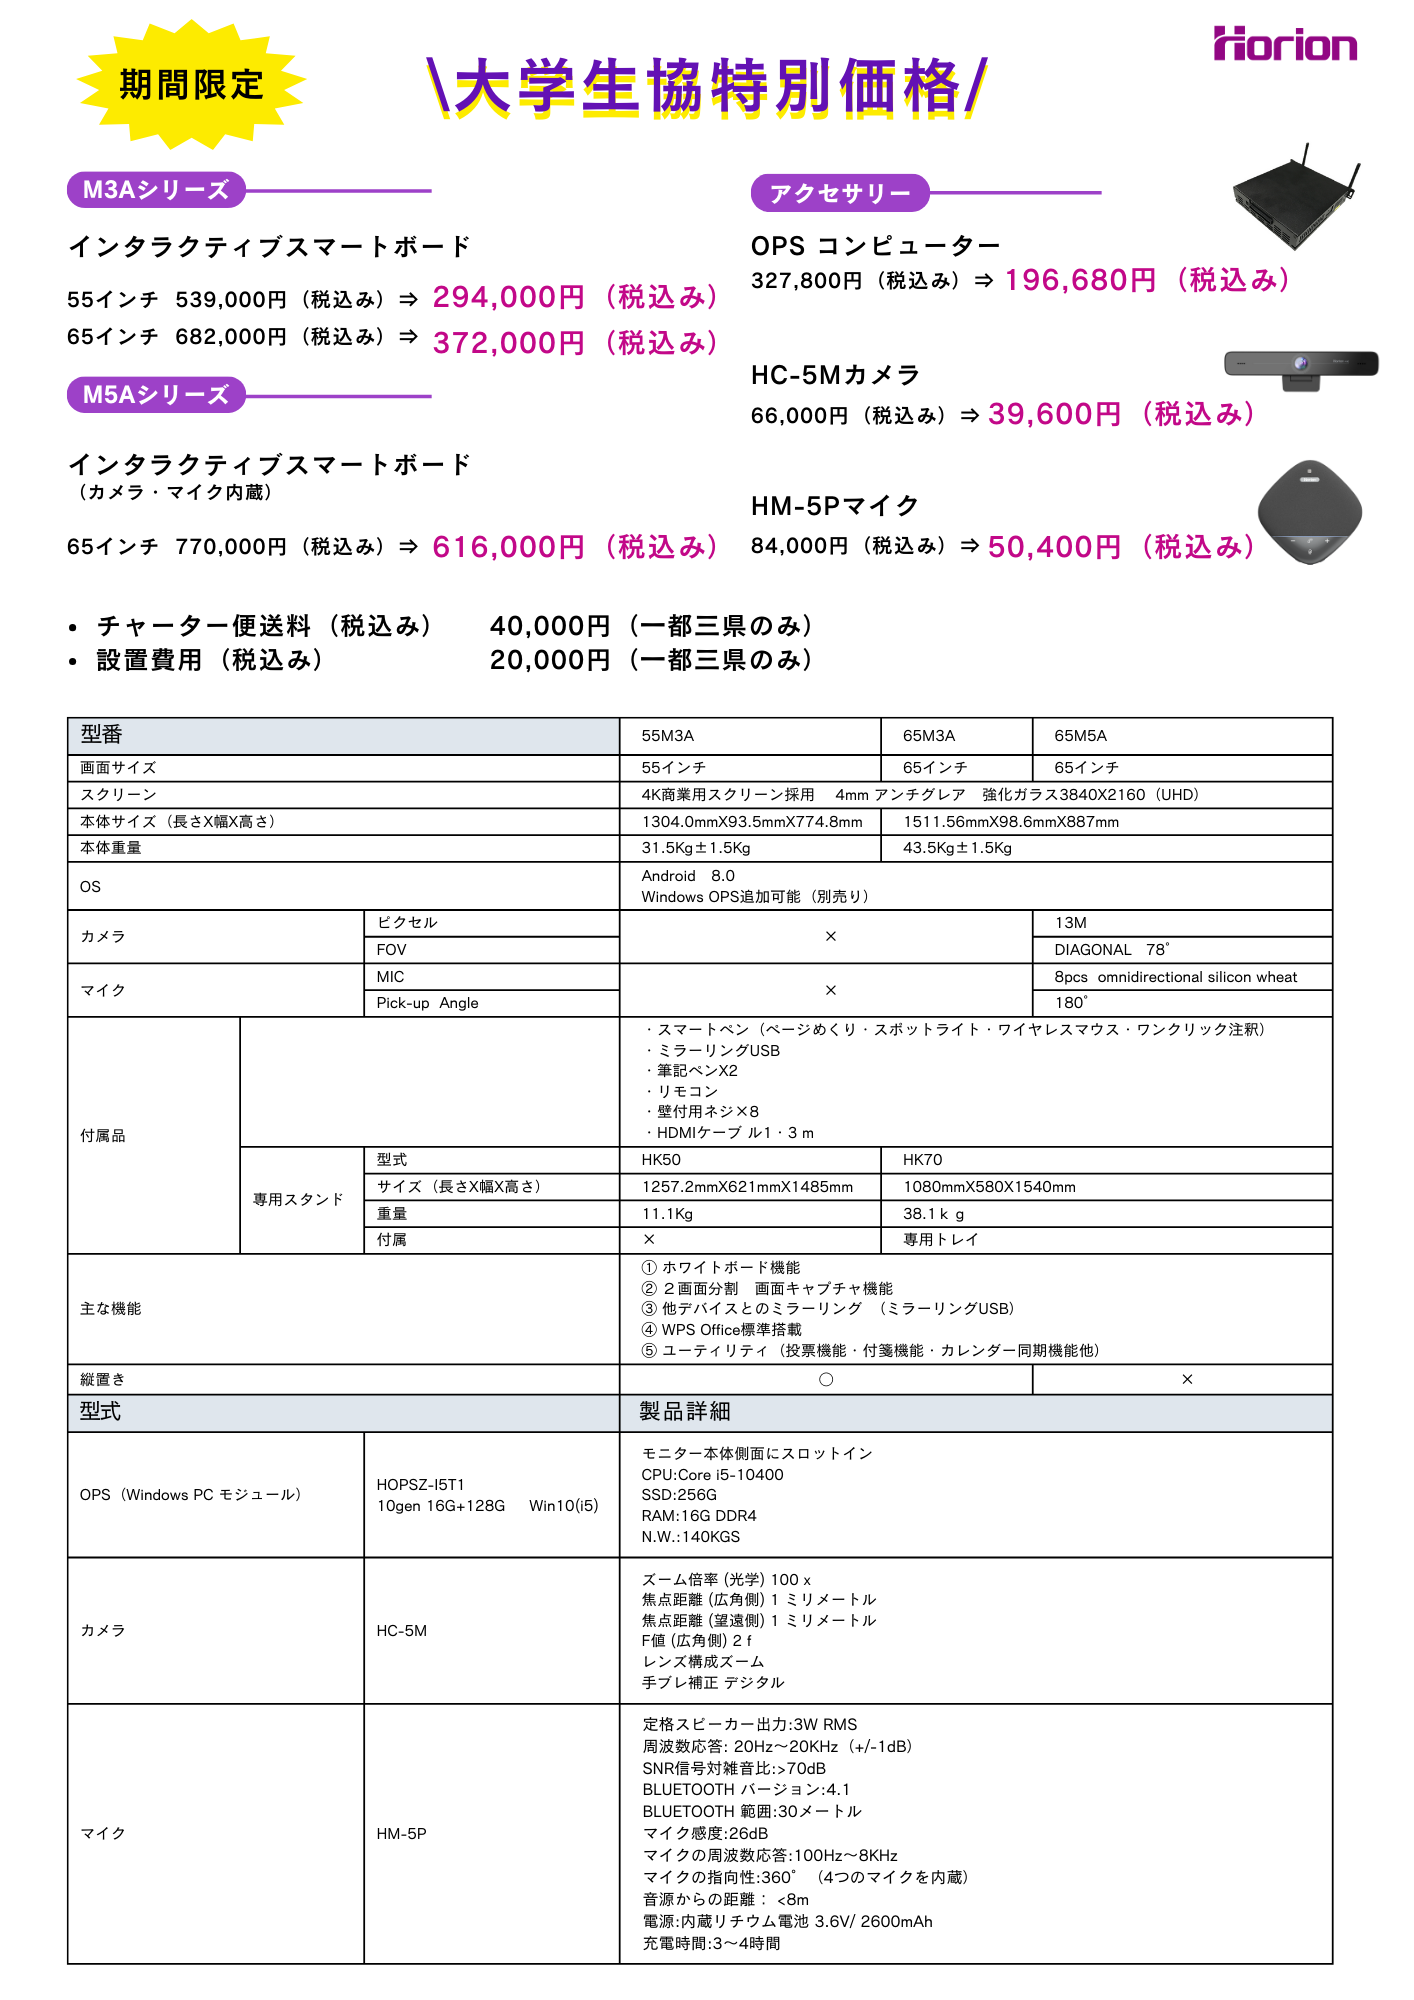 期間限定
\大学生協特別価格/
Horion
M3Aシリーズ
インタラクティブスマートボード
55インチ 539,000円（税込み）⇒ 294,000円（税込み）
65インチ 682,000円（税込み）⇒ 372,000円（税込み）
M5Aシリーズ
インタラクティブスマートボード
（カメラ・マイク内蔵）
65インチ 770,000円（税込み）⇒ 616,000円（税込み）
アクセサリー
OPS コンピューター
327,800円（税込み）⇒ 196,680円（税込み）
HC-5Mカメラ
66,000円（税込み）⇒ 39,600円（税込み）
HM-5Pマイク
84,000円（税込み）⇒ 50,400円（税込み）
• チャーター便送料（税込み） 40,000円（一都三県のみ）
• 設置費用（税込み） 20,000円（一都三県のみ）
型番 55M3A 65M3A 65M5A
画面サイズ 55インチ 65インチ 65インチ
スクリーン 4K商業用スクリーン採用 4mm アンチグレア 強化ガラス3840X2160（UHD）
本体サイズ（長さX幅X高さ） 1304.0mmX93.5mmX774.8mm 1511.56mmX98.6mmX887mm
本体重量 31.5Kg±1.5Kg 43.5Kg±1.5Kg
OS
Android 8.0
Windows OPS追加可能（別売り）
カメラ
ピクセル × 13M
FOV DIAGONAL 78°
マイク
MIC × 8pcs omnidirectional silicon wheat
Pick-up Angle 180°
付属品
・スマートペン（ページめくり・スポットライト・ワイヤレスマウス・ワンクリック注釈）
・ミラーリングUSB
・筆記ペンX2
・リモコン
・壁付用ネジ×8
・HDMIケーブ ル1・3 m
専用スタンド
型式 HK50 HK70
サイズ（長さX幅X高さ） 1257.2mmX621mmX1485mm 1080mmX580X1540mm
重量 11.1Kg 38.1ｋｇ
付属 × 専用トレイ
主な機能
① ホワイトボード機能
② ２画面分割 画面キャプチャ機能
③ 他デバイスとのミラーリング （ミラーリングUSB）
④ WPS Office標準搭載
⑤ ユーティリティ（投票機能・付箋機能・カレンダー同期機能他）
縦置き ○ ×
型式 製品詳細
OPS（Windows PC モジュール）
HOPSZ-I5T1
10gen 16G+128G Win10(i5)
モニター本体側面にスロットイン
CPU:Core i5-10400
SSD:256G
RAM:16G DDR4
N.W.:140KGS
カメラ
HC-5M
ズーム倍率 (光学) 100 x
焦点距離 (広角側) 1 ミリメートル
焦点距離 (望遠側) 1 ミリメートル
F値 (広角側) 2 f
レンズ構成ズーム
手ブレ補正 デジタル
マイク
HM-5P
定格スピーカー出力:3W RMS
周波数応答: 20Hz〜20KHz（+/-1dB）
SNR信号対雑音比:>70dB
BLUETOOTH バージョン:4.1
BLUETOOTH 範囲:30メートル
マイク感度:26dB
マイクの周波数応答:100Hz〜8KHz
マイクの指向性:360° （4つのマイクを内蔵）
音源からの距離： <8m
電源:内蔵リチウム電池 3.6V/ 2600mAh
充電時間:3〜4時間